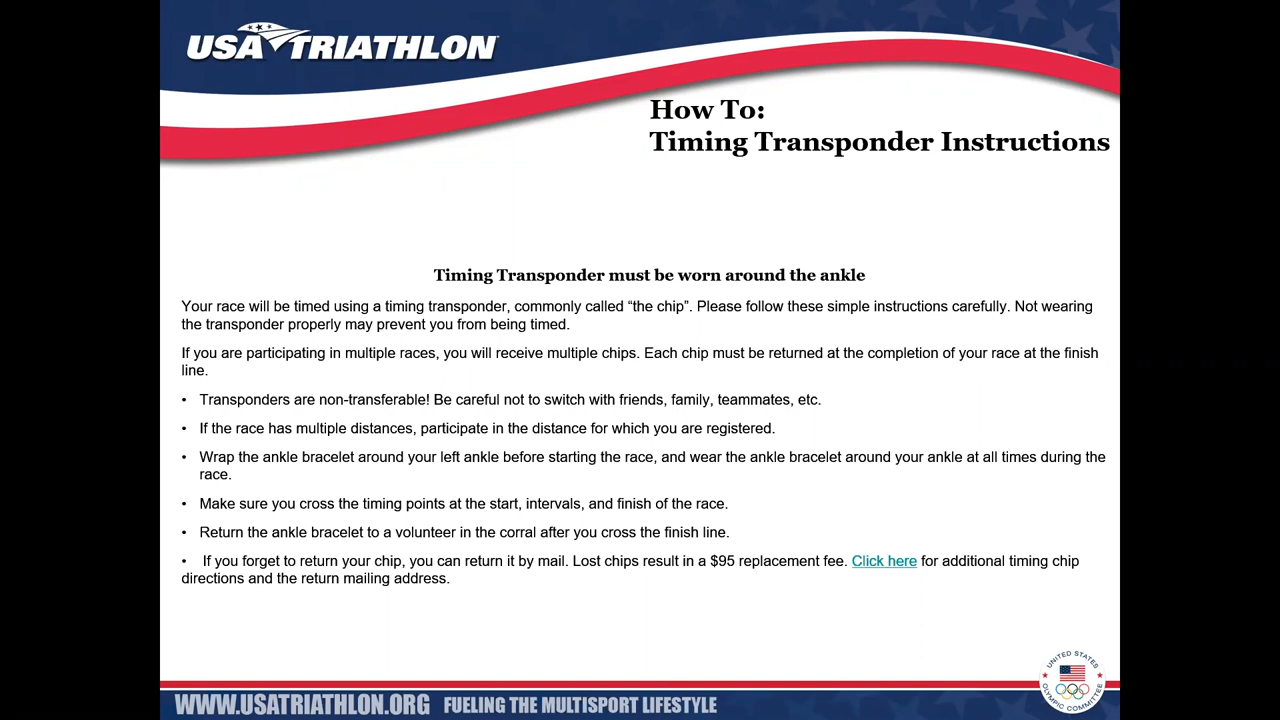 USA TRIATHLON
How To:
Timing Transponder Instructions
Timing Transponder must be worn around the ankle
Your race will be timed using a timing transponder, commonly called “the chip”. Please follow these simple instructions carefully. Not wearing
the transponder properly may prevent you from being timed.
If you are participating in multiple races, you will receive multiple chips. Each chip must be returned at the completion of your race at the finish
line.
• Transponders are non-transferable! Be careful not to switch with friends, family, teammates, etc.
• If the race has multiple distances, participate in the distance for which you are registered.
• Wrap the ankle bracelet around your left ankle before starting the race, and wear the ankle bracelet around your ankle at all times during the
race.
• Make sure you cross the timing points at the start, intervals, and finish of the race.
• Return the ankle bracelet to a volunteer in the corral after you cross the finish line.
• If you forget to return your chip, you can return it by mail. Lost chips result in a $95 replacement fee. Click here for additional timing chip
directions and the return mailing address.
UNITED STATES
OLYMPIC COMMITTEE
WWW.USATRIATHLON.ORG FUELING THE MULTISPORT LIFESTYLE